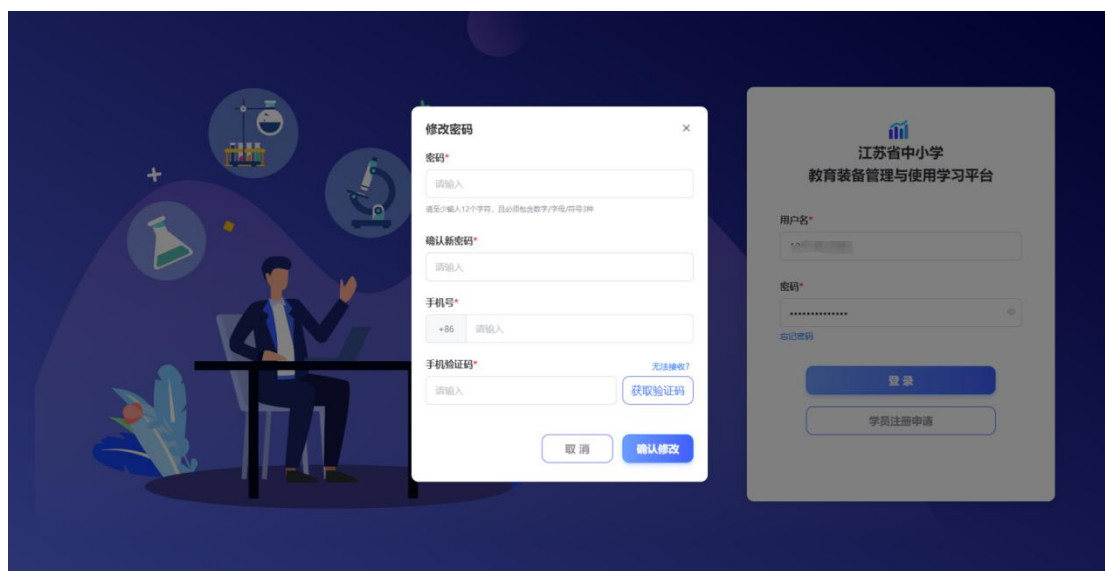 修改密码
密码*
请输入
请至少输入12个字符，且必须包含数字/字母/符号3种
确认新密码*
请输入
手机号*
+86 请输入
手机验证码* 无法接收?
请输入 获取验证码
取 消 确认修改
江苏省中小学
教育装备管理与使用学习平台
用户名*
密码*
忘记密码
登 录
学员注册申请